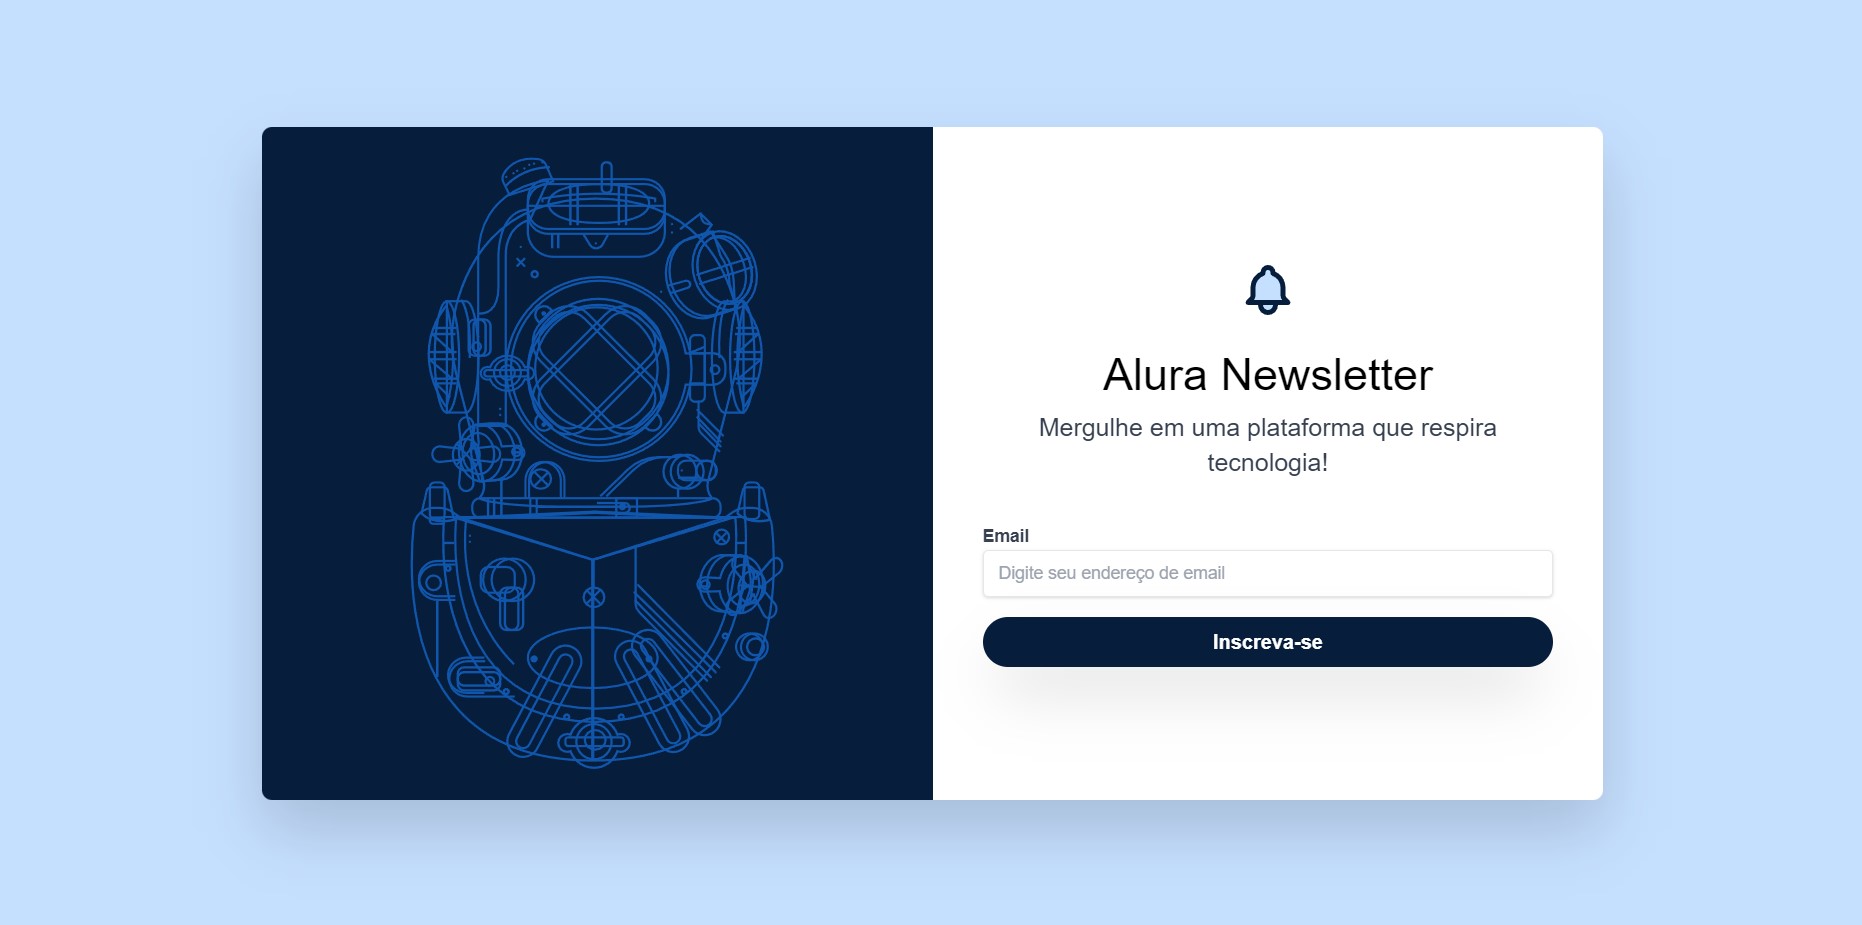 Alura Newsletter
Mergulhe em uma plataforma que respira
tecnologia!
Email
Digite seu endereço de email
Inscreva-se